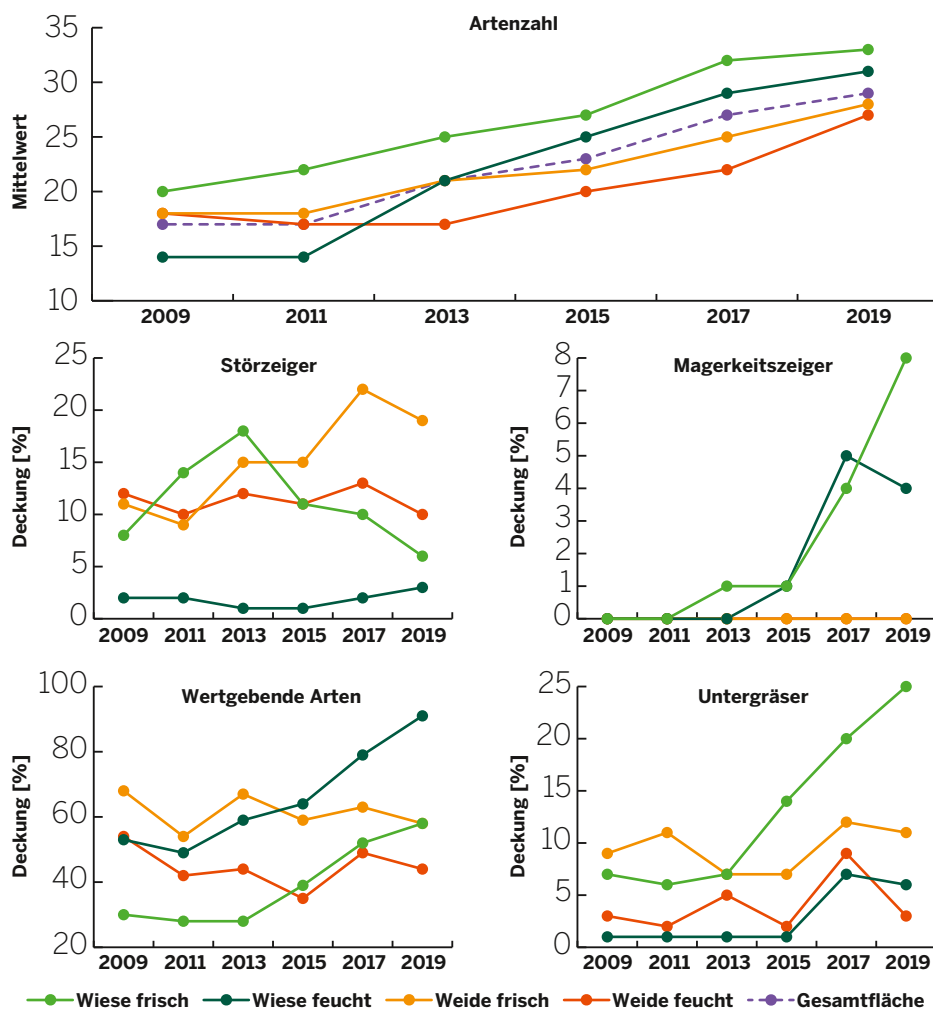 Artenzahl
Mittelwert
35
30
25
20
15
10
2009 2011 2013 2015 2017 2019
Störzeiger
Deckung [%]
25
20
15
10
5
0
2009 2011 2013 2015 2017 2019
Magerkeitszeiger
Deckung [%]
8
7
6
5
4
3
2
1
0
2009 2011 2013 2015 2017 2019
Wertgebende Arten
Deckung [%]
100
80
60
40
20
2009 2011 2013 2015 2017 2019
Untergräser
Deckung [%]
25
20
15
10
5
0
2009 2011 2013 2015 2017 2019
Wiese frisch Wiese feucht Weide frisch Weide feucht Gesamtfläche